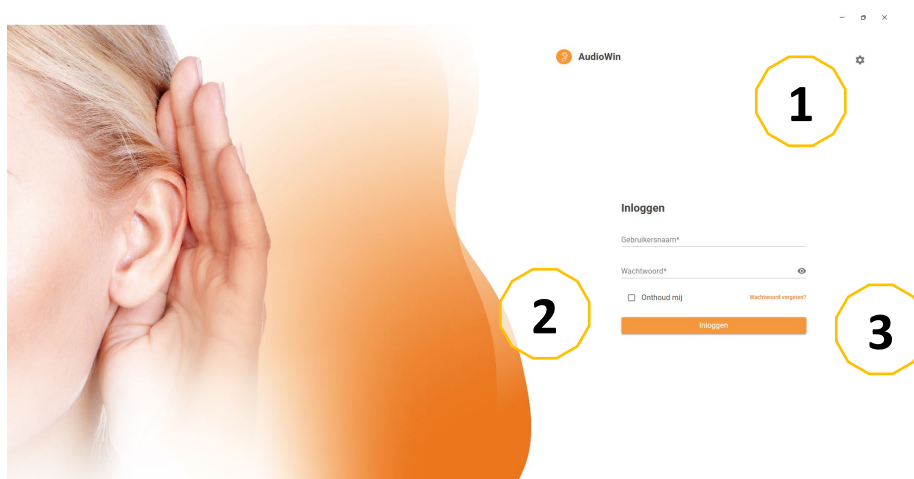 AudioWin
1
Inloggen
Gebruikersnaam*
Wachtwoord*
Onthoud mij
Wachtwoord vergeten?
2
Inloggen
3